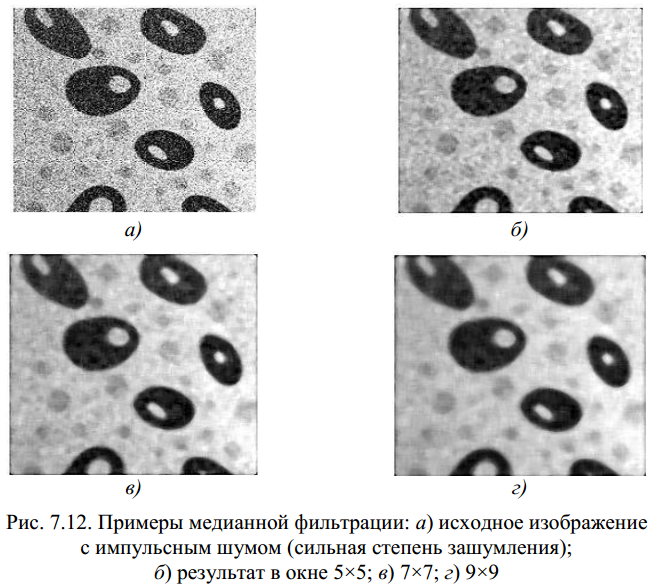 а)
б)
в)
г)
Рис. 7.12. Примеры медианной фильтрации: а) исходное изображение
с импульсным шумом (сильная степень зашумления);
б) результат в окне 5×5; в) 7×7; г) 9×9